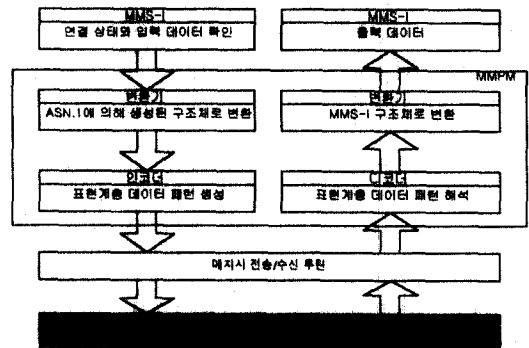 MMS-I
연결 상태와 입력 데이터 확인
MMS-I
출력 데이터
MMPM
변환기
ASN.1에 의해 생성된 구조체로 변환
변환기
MMS-I 구조체로 변환
인코더
표현계층 데이터 패턴 생성
디코더
표현계층 데이터 패턴 해석
메지시 전송/수신 루틴